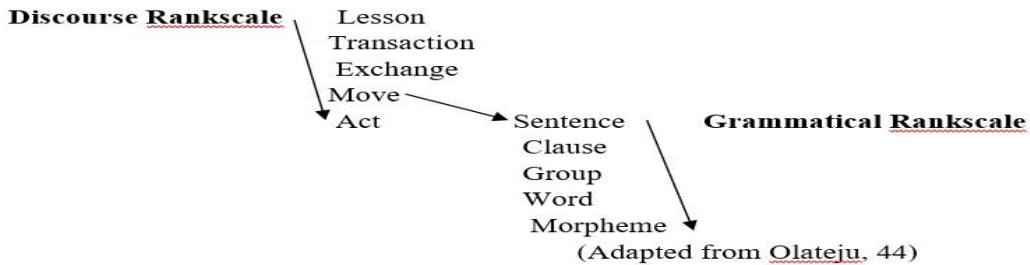 Discourse Rankscale Lesson
Transaction
Exchange
Move
Act Sentence Grammatical Rankscale
Clause
Group
Word
Morpheme
(Adapted from Olateju, 44)